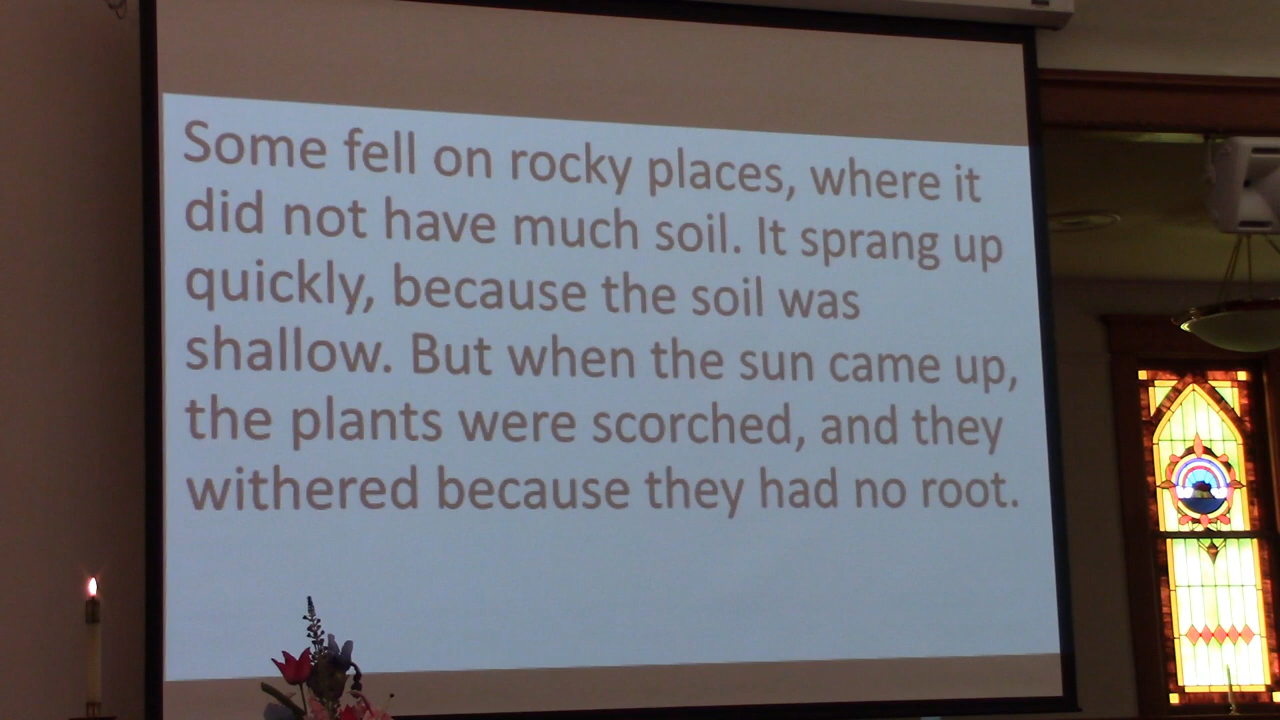 Some fell on rocky places, where it
did not have much soil. It sprang up
quickly, because the soil was
shallow. But when the sun came up,
the plants were scorched, and they
withered because they had no root.